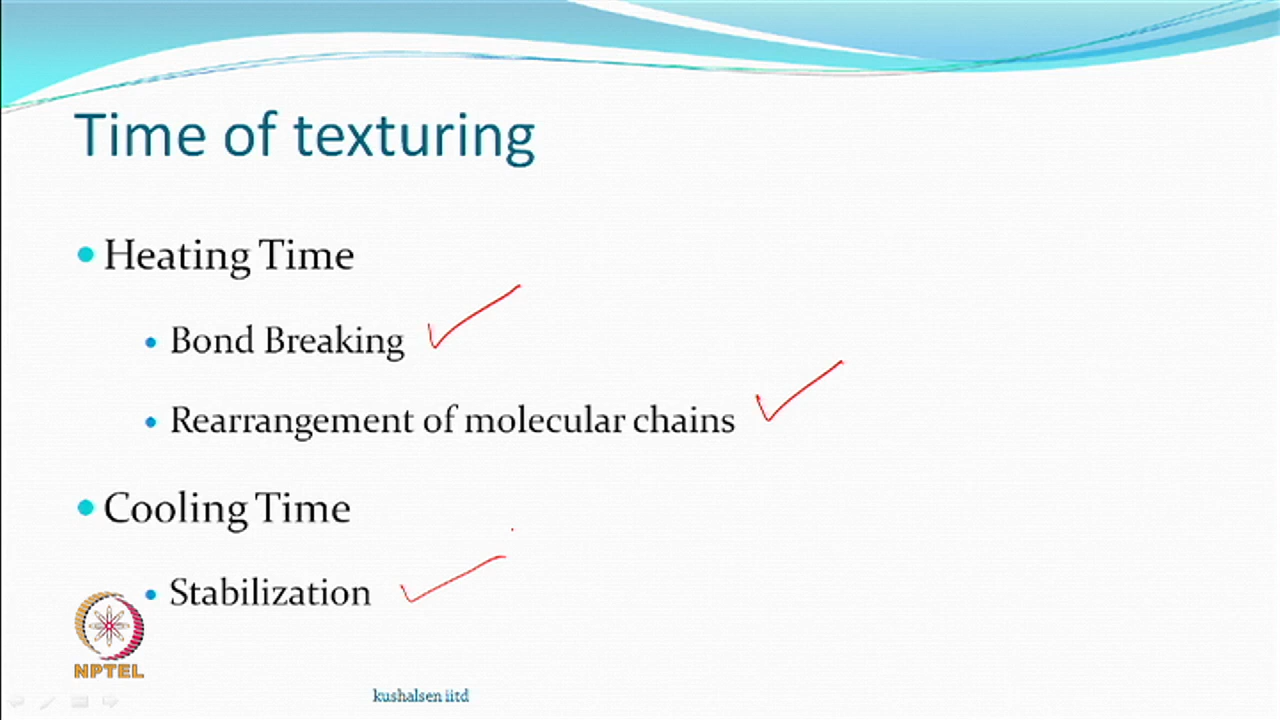 Time of texturing
Heating Time
Bond Breaking
Rearrangement of molecular chains
Cooling Time
Stabilization
NPTEL
kushalsen iitd